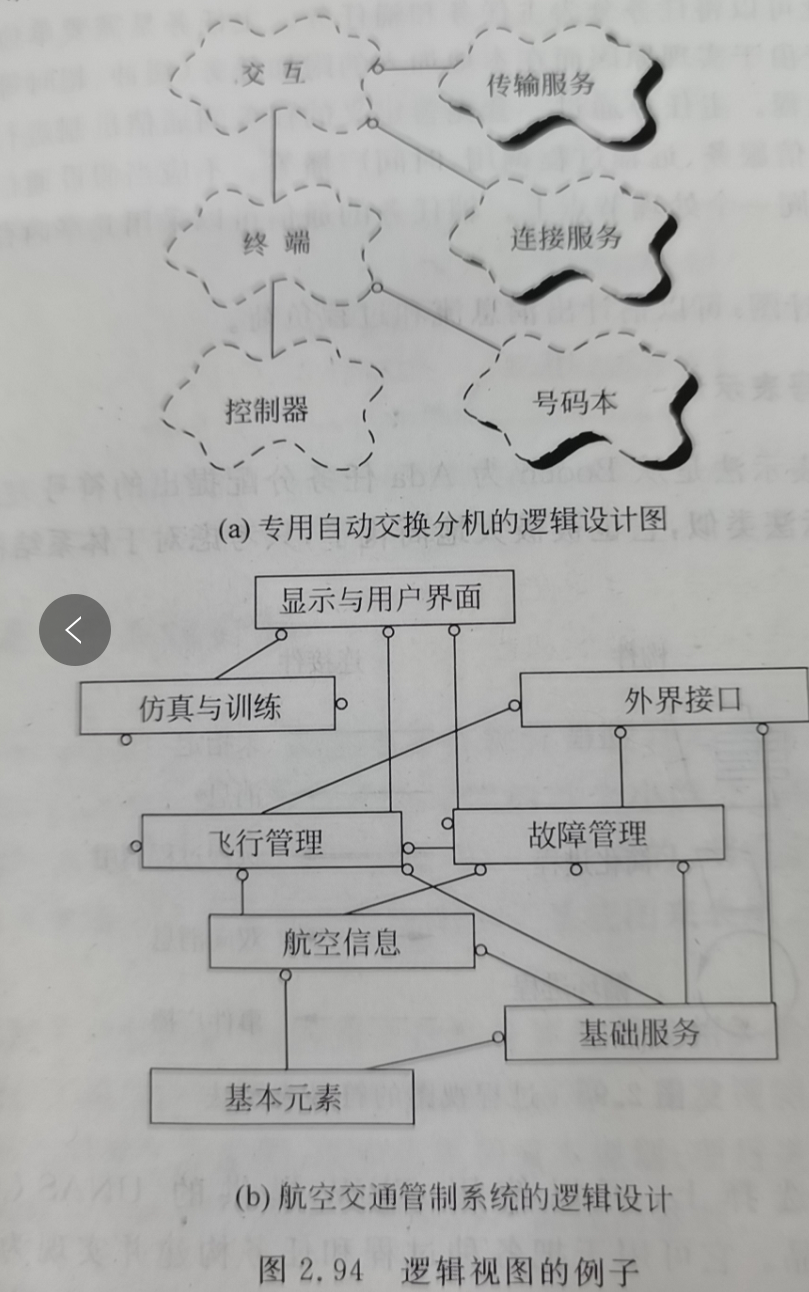 交互
传输服务
终端
连接服务
控制器
号码本
(a) 专用自动交换分机的逻辑设计图
显示与用户界面
仿真与训练
外界接口
飞行管理
故障管理
航空信息
基础服务
基本元素
(b) 航空交通管制系统的逻辑设计
图 2.94 逻辑视图的例子